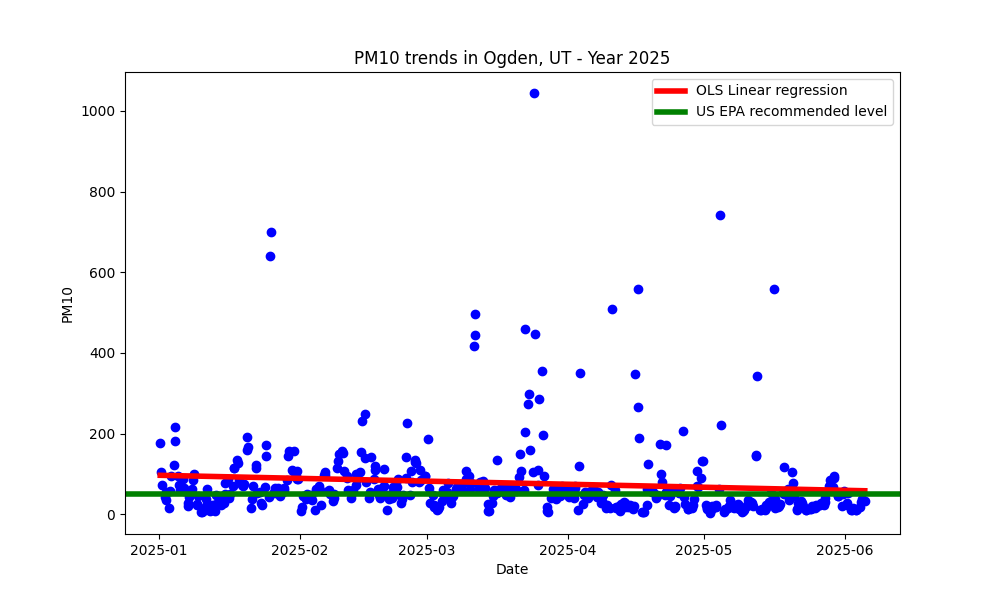 PM10 trends in Ogden, UT - Year 2025
OLS Linear regression
US EPA recommended level
1000
800
600
400
200
0
PM10
2025-01
2025-02
2025-03
2025-04
2025-05
2025-06
Date